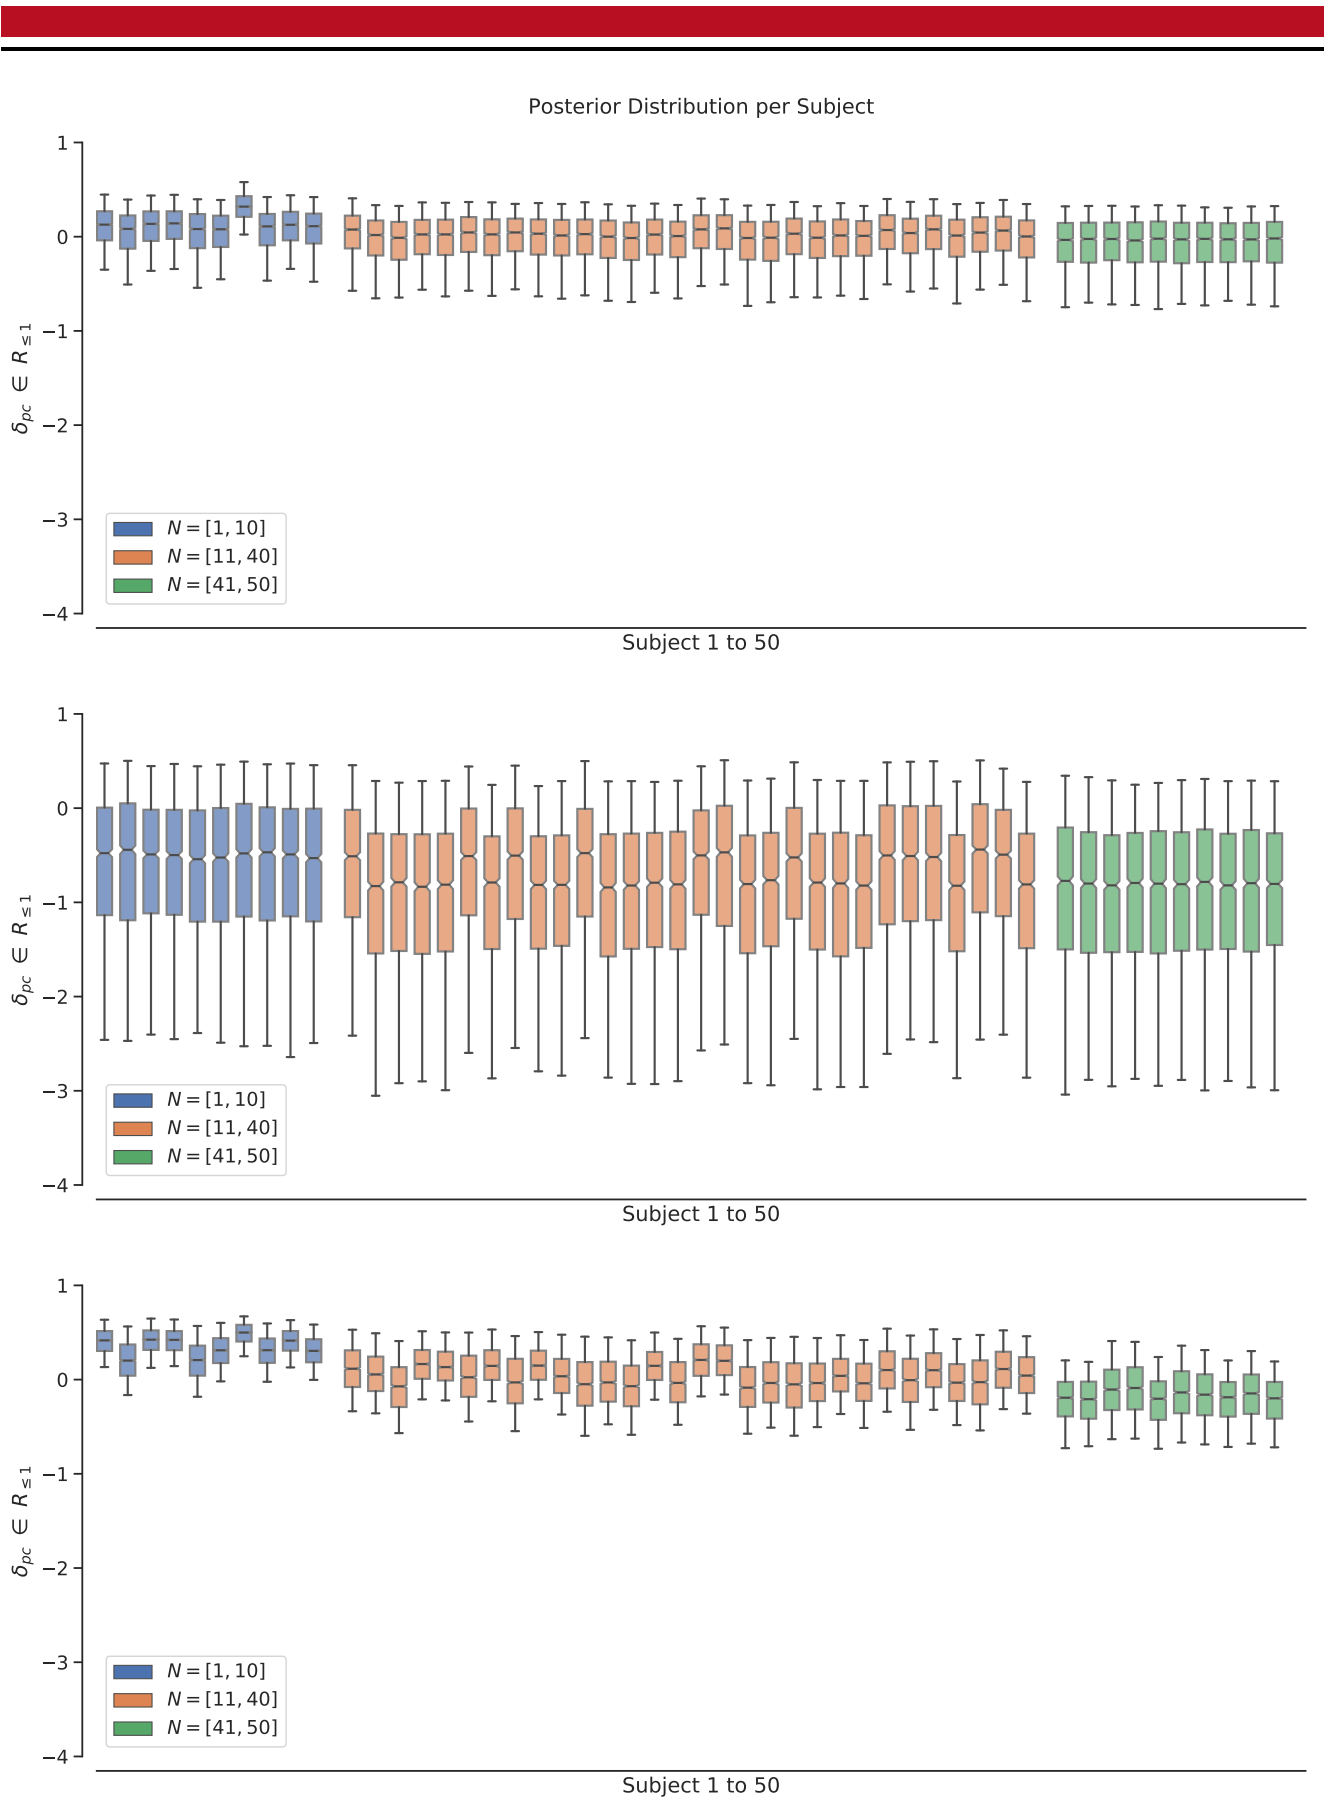 Posterior Distribution per Subject
1
0
−1
−2
−3
−4
δpc ∈ R≤1
N = [1, 10]
N = [11, 40]
N = [41, 50]
Subject 1 to 50
1
0
−1
−2
−3
−4
δpc ∈ R≤1
N = [1, 10]
N = [11, 40]
N = [41, 50]
Subject 1 to 50
1
0
−1
−2
−3
−4
δpc ∈ R≤1
N = [1, 10]
N = [11, 40]
N = [41, 50]
Subject 1 to 50